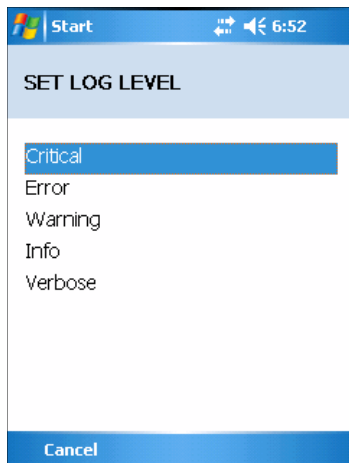 Start 6:52
SET LOG LEVEL
Critical
Error
Warning
Info
Verbose
Cancel